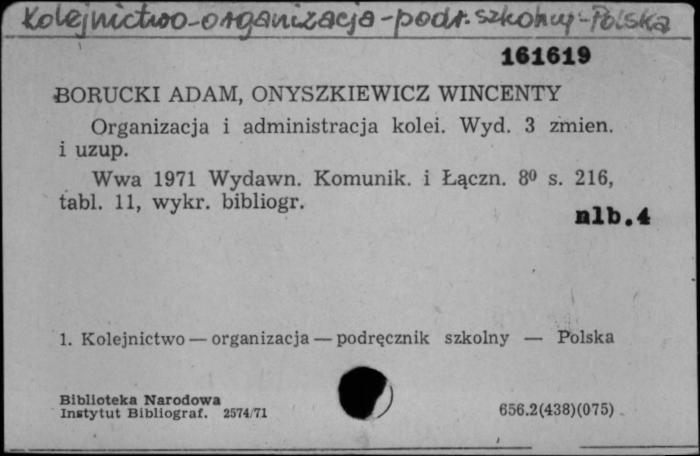 Kolejnictwo-organizacja-podr. szkolny-Polska
161619
BORUCKI ADAM, ONYSZKIEWICZ WINCENTY
Organizacja i administracja kolei. Wyd. 3 zmien.
i uzup.
Wwa 1971 Wydawn. Komunik. i Łączn. 8⁰ s. 216,
tabl. 11, wykr. bibliogr.
nlb.4
1. Kolejnictwo — organizacja — podręcznik szkolny — Polska
Biblioteka Narodowa
Instytut Bibliograf. 2574/71
656.2(438)(075)